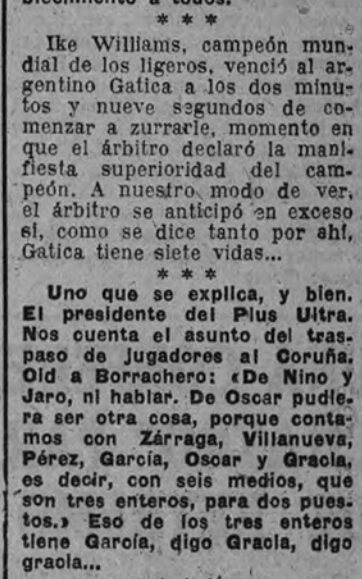 * * *
Ike Williams, campeón mun-
dial de los ligeros, venció al ar-
gentino Gatica a los dos minu-
tos y nueve segundos de co-
menzar a zurrarle, momento en
que el árbitro declaró la mani-
fiesta superioridad del cam-
peón. A nuestro modo de ver,
el árbitro se anticipó en exceso
si, como se dice tanto por ahí,
Gatica tiene siete vidas...
* * *
Uno que se explica, y bien.
El presidente del Plus Ultra.
Nos cuenta el asunto del tras-
paso de jugadores al Coruña.
Oid a Borrachero: «De Nino y
Jaro, ni hablar. De Oscar pudie-
ra ser otra cosa, porque conta-
mos con Zárraga, Villanueva,
Pérez, García, Oscar y Gracia,
es decir, con seis medios, que
son tres enteros, para dos pues-
tos.» Eso de los tres enteros
tiene García, digo Gracia, digo
gracia...